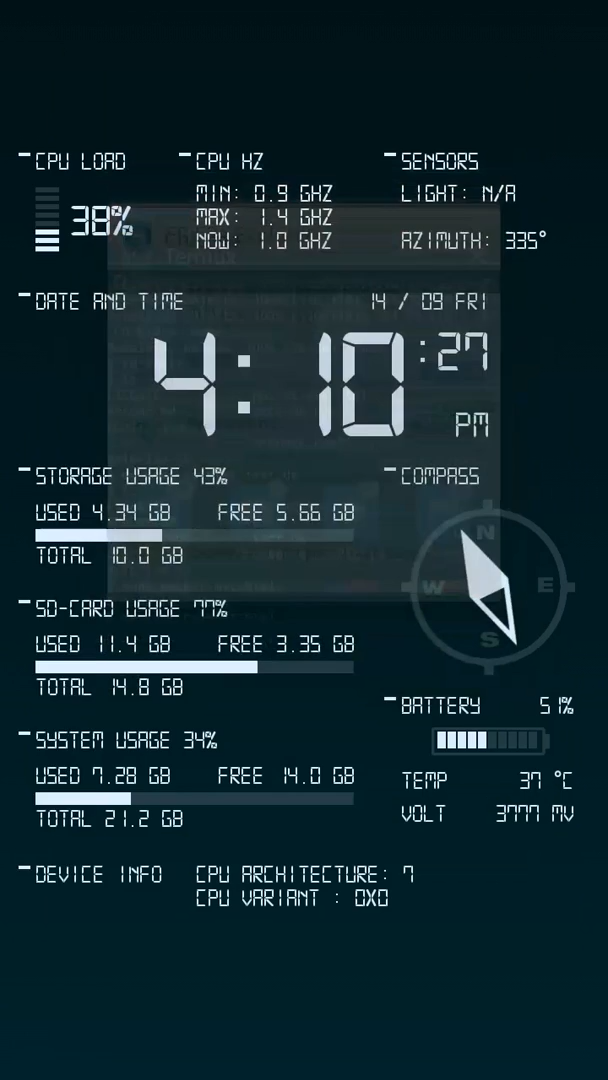 CPU LOAD
38%
CPU HZ
MIN: 0.9 GHZ
MAX: 1.4 GHZ
NOW: 1.0 GHZ
SENSORS
LIGHT: N/A
AZIMUTH: 335°
DATE AND TIME 14 / 09 FRI
4:10 :27
PM
STORAGE USAGE 43%
USED 4.34 GB FREE 5.66 GB
TOTAL 10.0 GB
COMPASS
N
W E
S
SD-CARD USAGE 77%
USED 11.4 GB FREE 3.35 GB
TOTAL 14.8 GB
BATTERY 51%
TEMP 37 °C
VOLT 3777 MV
SYSTEM USAGE 34%
USED 7.28 GB FREE 14.0 GB
TOTAL 21.2 GB
DEVICE INFO CPU ARCHITECTURE: 7
CPU VARIANT : 0X0